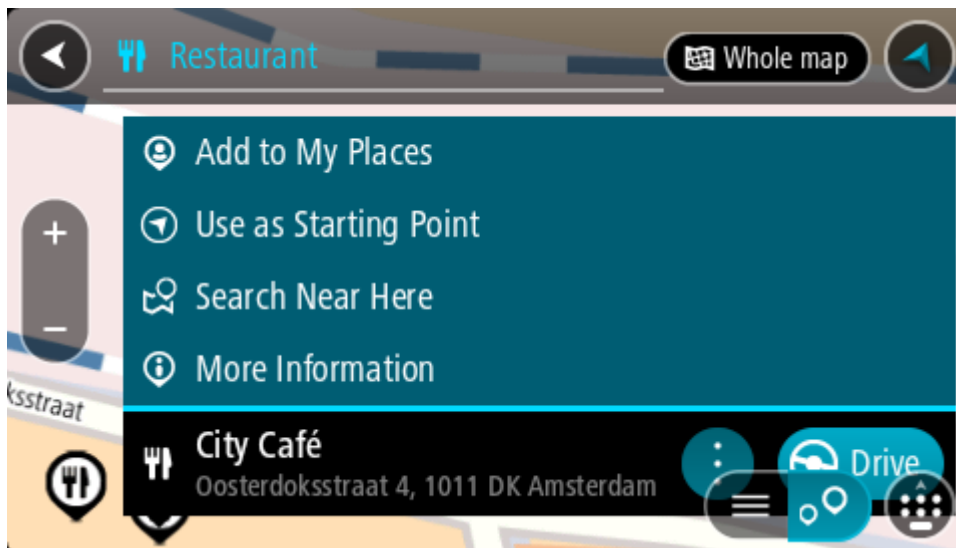 Restaurant
Whole map
Add to My Places
Use as Starting Point
Search Near Here
More Information
ksstraat
City Café
Oosterdoksstraat 4, 1011 DK Amsterdam
Drive